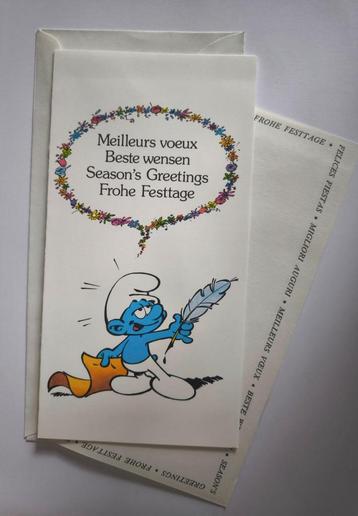 Meilleurs voeux
Beste wensen
Season's Greetings
Frohe Festtage
FROHE FESTTAGE • FELICES FIESTAS • MIGLIORI AUGURI • MEILLEURS VŒUX • BESTE
SEASON'S
GREETINGS • FROHE FESTTAGE •